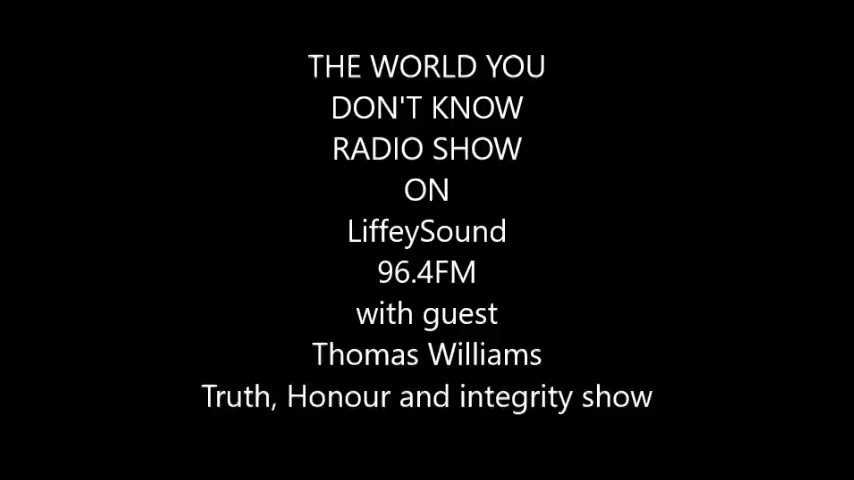 THE WORLD YOU
DON'T KNOW
RADIO SHOW
ON
LiffeySound
96.4FM
with guest
Thomas Williams
Truth, Honour and integrity show